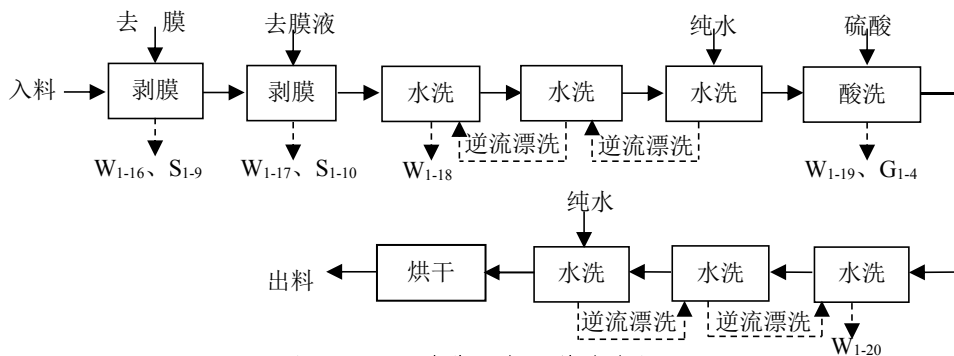 去 膜 去膜液 纯水 硫酸
入料 剥膜 剥膜 水洗 水洗 水洗 酸洗
逆流漂洗 逆流漂洗
W1-16、S1-9 W1-17、S1-10 W1-18 W1-19、G1-4
纯水
出料 烘干 水洗 水洗 水洗
逆流漂洗 逆流漂洗
W1-20